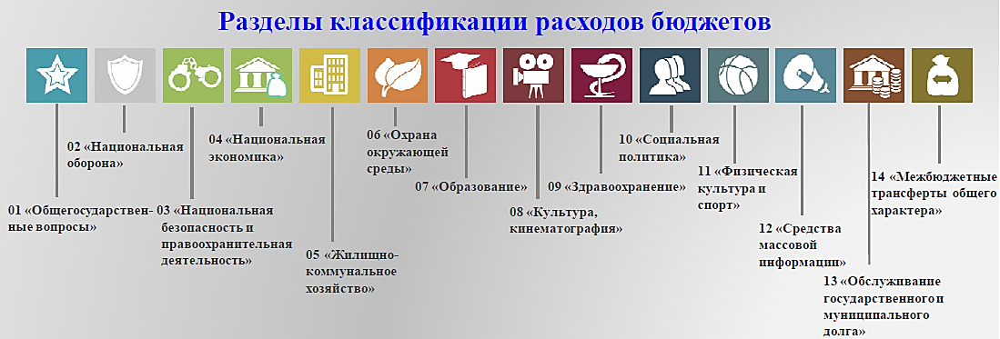 Разделы классификации расходов бюджетов
01 «Общегосударствен-
ные вопросы»
02 «Национальная
оборона»
03 «Национальная
безопасность и
правоохранительная
деятельность»
04 «Национальная
экономика»
05 «Жилищно-
коммунальное
хозяйство»
06 «Охрана
окружающей
среды»
07 «Образование»
08 «Культура,
кинематография»
09 «Здравоохранение»
10 «Социальная
политика»
11 «Физическая
культура и
спорт»
12 «Средства
массовой
информации»
13 «Обслуживание
государственного и
муниципального
долга»
14 «Межбюджетные
трансферты общего
характера»